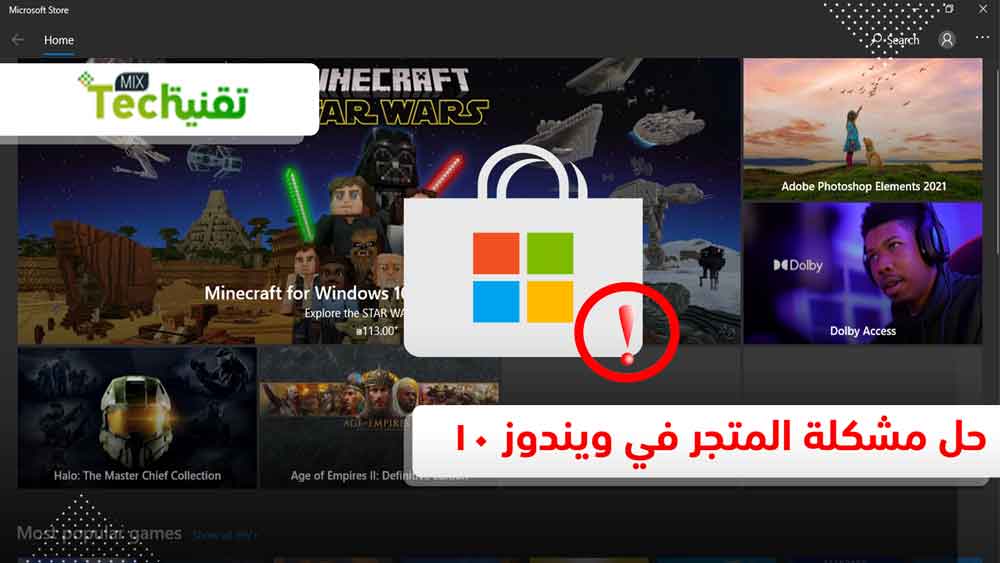 Microsoft Store
Home
Search
MIX
Tech تقنية
MINECRAFT
STAR WARS
Adobe Photoshop Elements 2021
Dolby
Dolby Access
Minecraft for Windows 10
Explore the STAR WA
₪113.00+
حل مشكلة المتجر في ويندوز ١٠
Halo: The Master Chief Collection
AGE OF EMPIRES
Age of Empires II: Definitive Edition
Most popular games
Show all 99/+